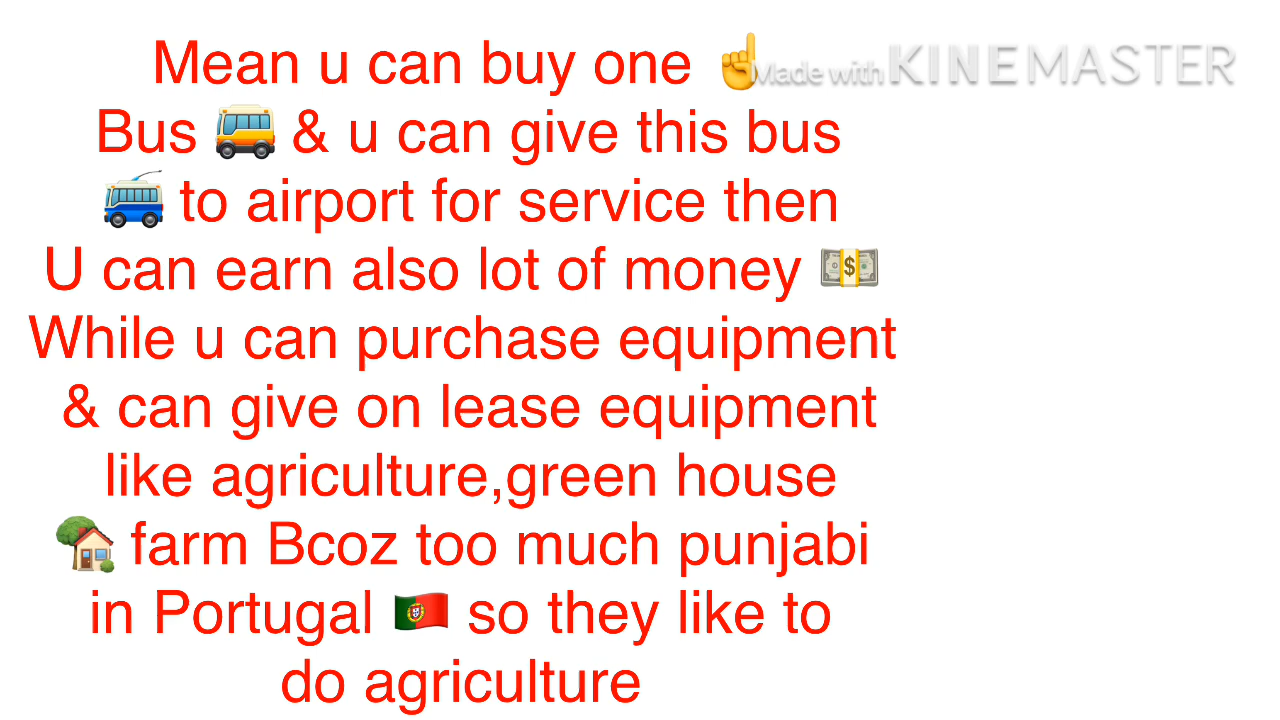 Mean u can buy one ☝️ Made with KINEMASTER
Bus 🚌 & u can give this bus
🚎 to airport for service then
U can earn also lot of money 💵
While u can purchase equipment
& can give on lease equipment
like agriculture,green house
🏡 farm Bcoz too much punjabi
in Portugal 🇵🇹 so they like to
do agriculture